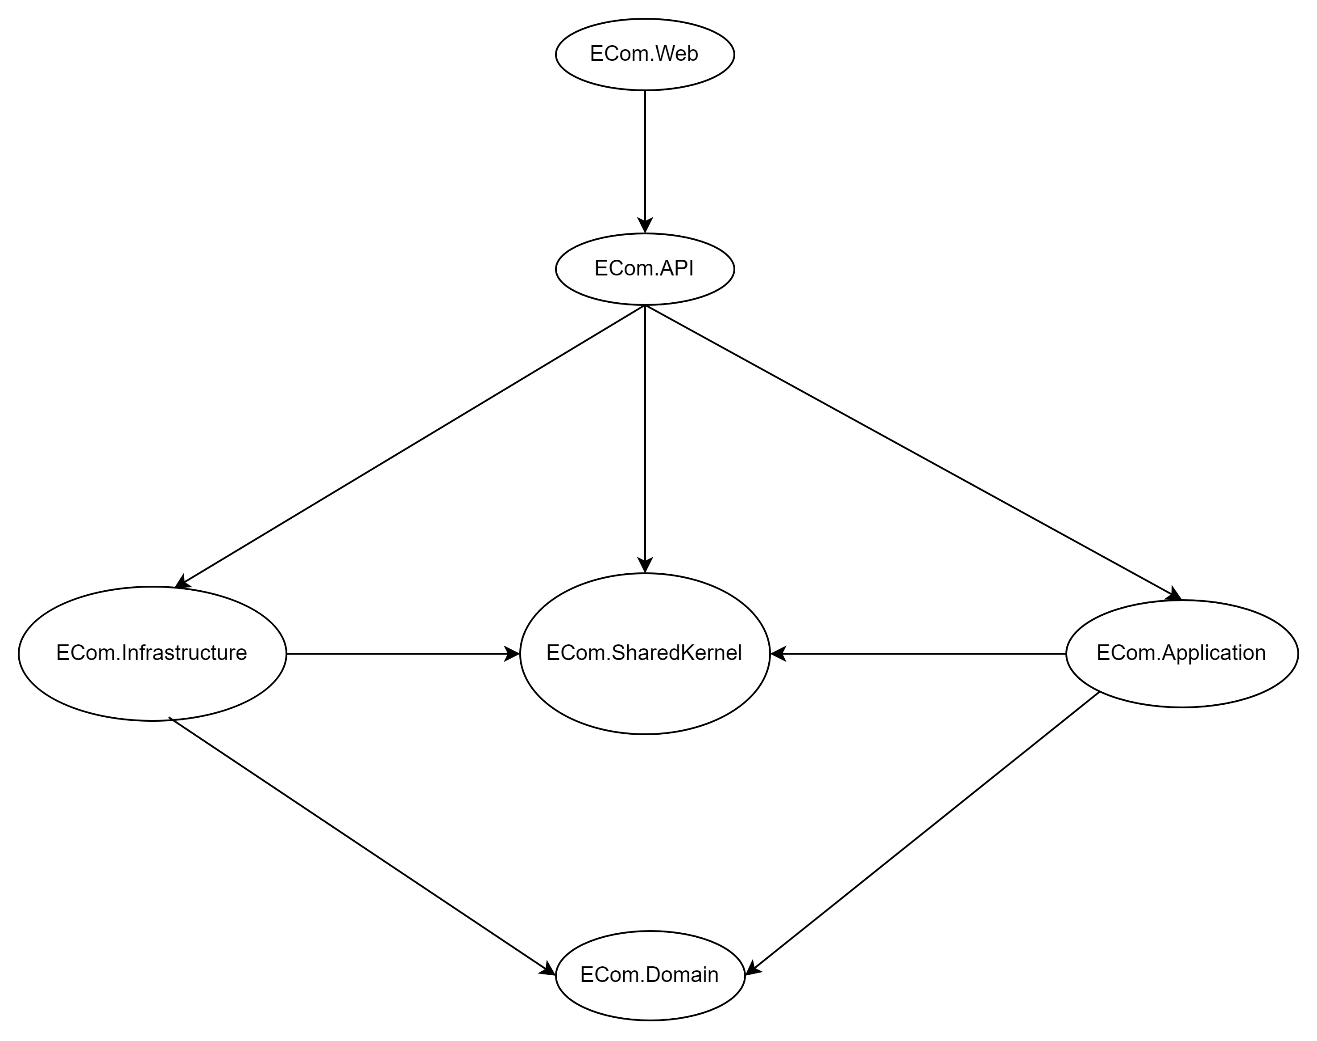 ECom.Web
ECom.API
ECom.Infrastructure
ECom.SharedKernel
ECom.Application
ECom.Domain